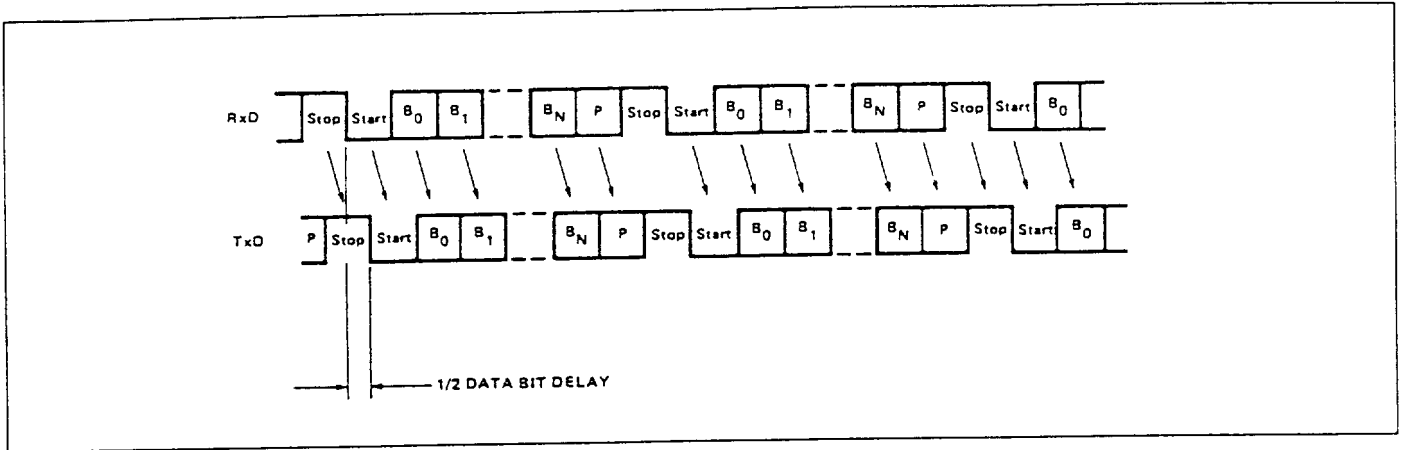 RxD Stop Start B0 B1 BN P Stop Start B0 B1 BN P Stop Start B0
TxD P Stop Start B0 B1 BN P Stop Start B0 B1 BN P Stop Start B0
1/2 DATA BIT DELAY